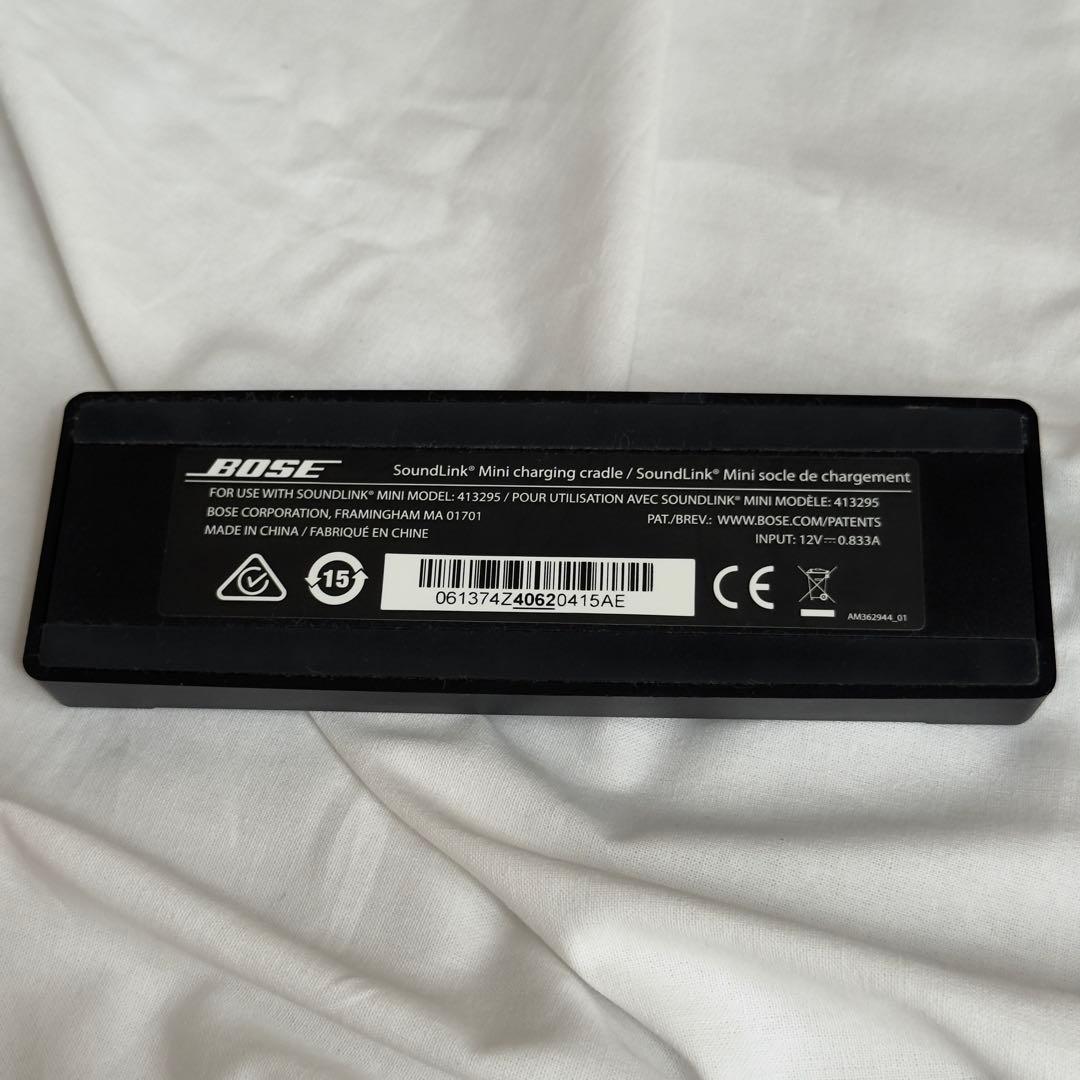 BOSE
SoundLink® Mini charging cradle / SoundLink® Mini socle de chargement
FOR USE WITH SOUNDLINK® MINI MODEL: 413295 / POUR UTILISATION AVEC SOUNDLINK® MINI MODÈLE: 413295
BOSE CORPORATION, FRAMINGHAM MA 01701
PAT./BREV.: WWW.BOSE.COM/PATENTS
MADE IN CHINA / FABRIQUÉ EN CHINE
INPUT: 12V⎓0.833A
15
061374Z40620415AE
CE
AM362944_01